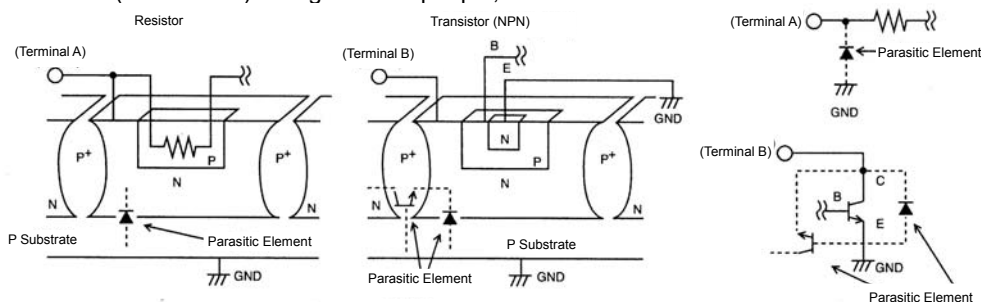 Resistor
Transistor (NPN)
(Terminal A)
(Terminal B)
B
E
GND
P+
P+
P
N
N
N
P Substrate
Parasitic Element
GND
P+
P+
N
P
N
N
N
P Substrate
Parasitic Element
GND
Terminal A)
Parasitic Element
GND
(Terminal B)
C
B
E
GND
Parasitic Element